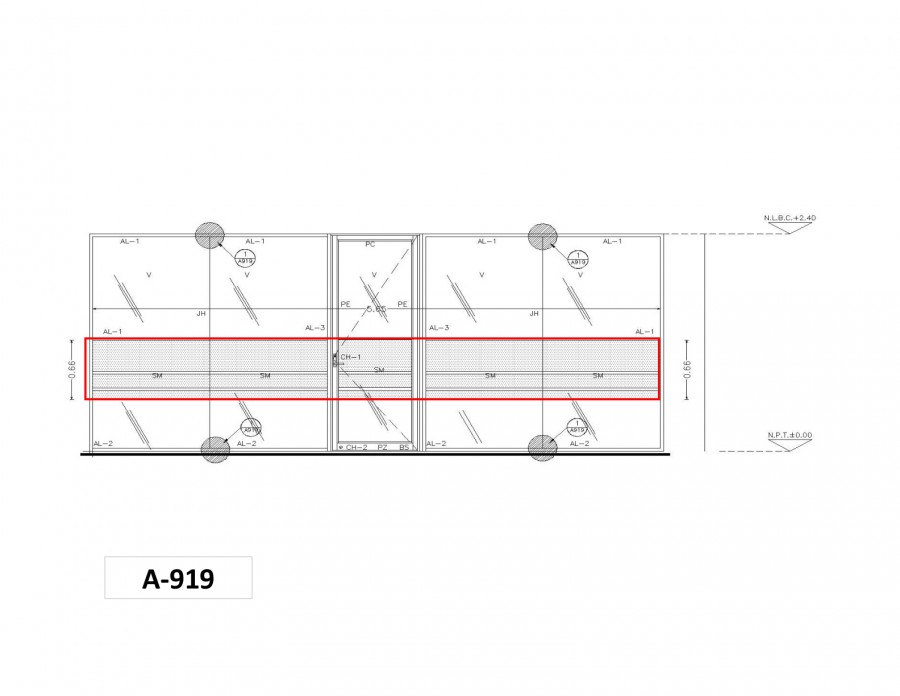 N.L.B.C.+2.40
AL-1 AL-1 PC AL-1 AL-1
1
A919
1
A919
V V V V V
PE 5.65 PE
JH JH
AL-1 AL-3 AL-3 AL-1
CH-1
0.66 0.66
SM SM SM SM SM
1
A919
1
A919
N.P.T.±0.00
AL-2 AL-2 CH-2 PZ BS AL-2 AL-2
A-919